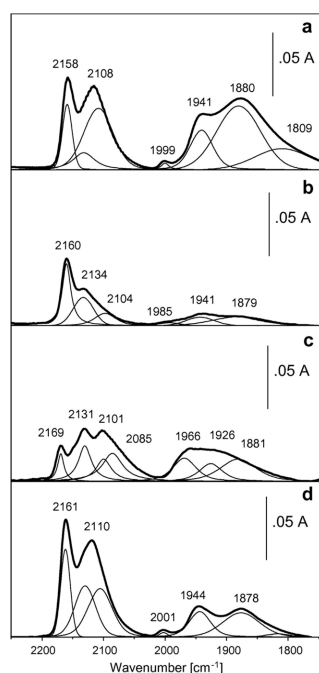 a
2158
2108
.05 A
1880
1941
1809
1999
b
.05 A
2160
2134
2104
1985
1941
1879
c
.05 A
2131
2101
2169
2085
1966
1926
1881
d
.05 A
2161
2110
1944
1878
2001
2200 2100 2000 1900 1800
Wavenumber [cm-1]